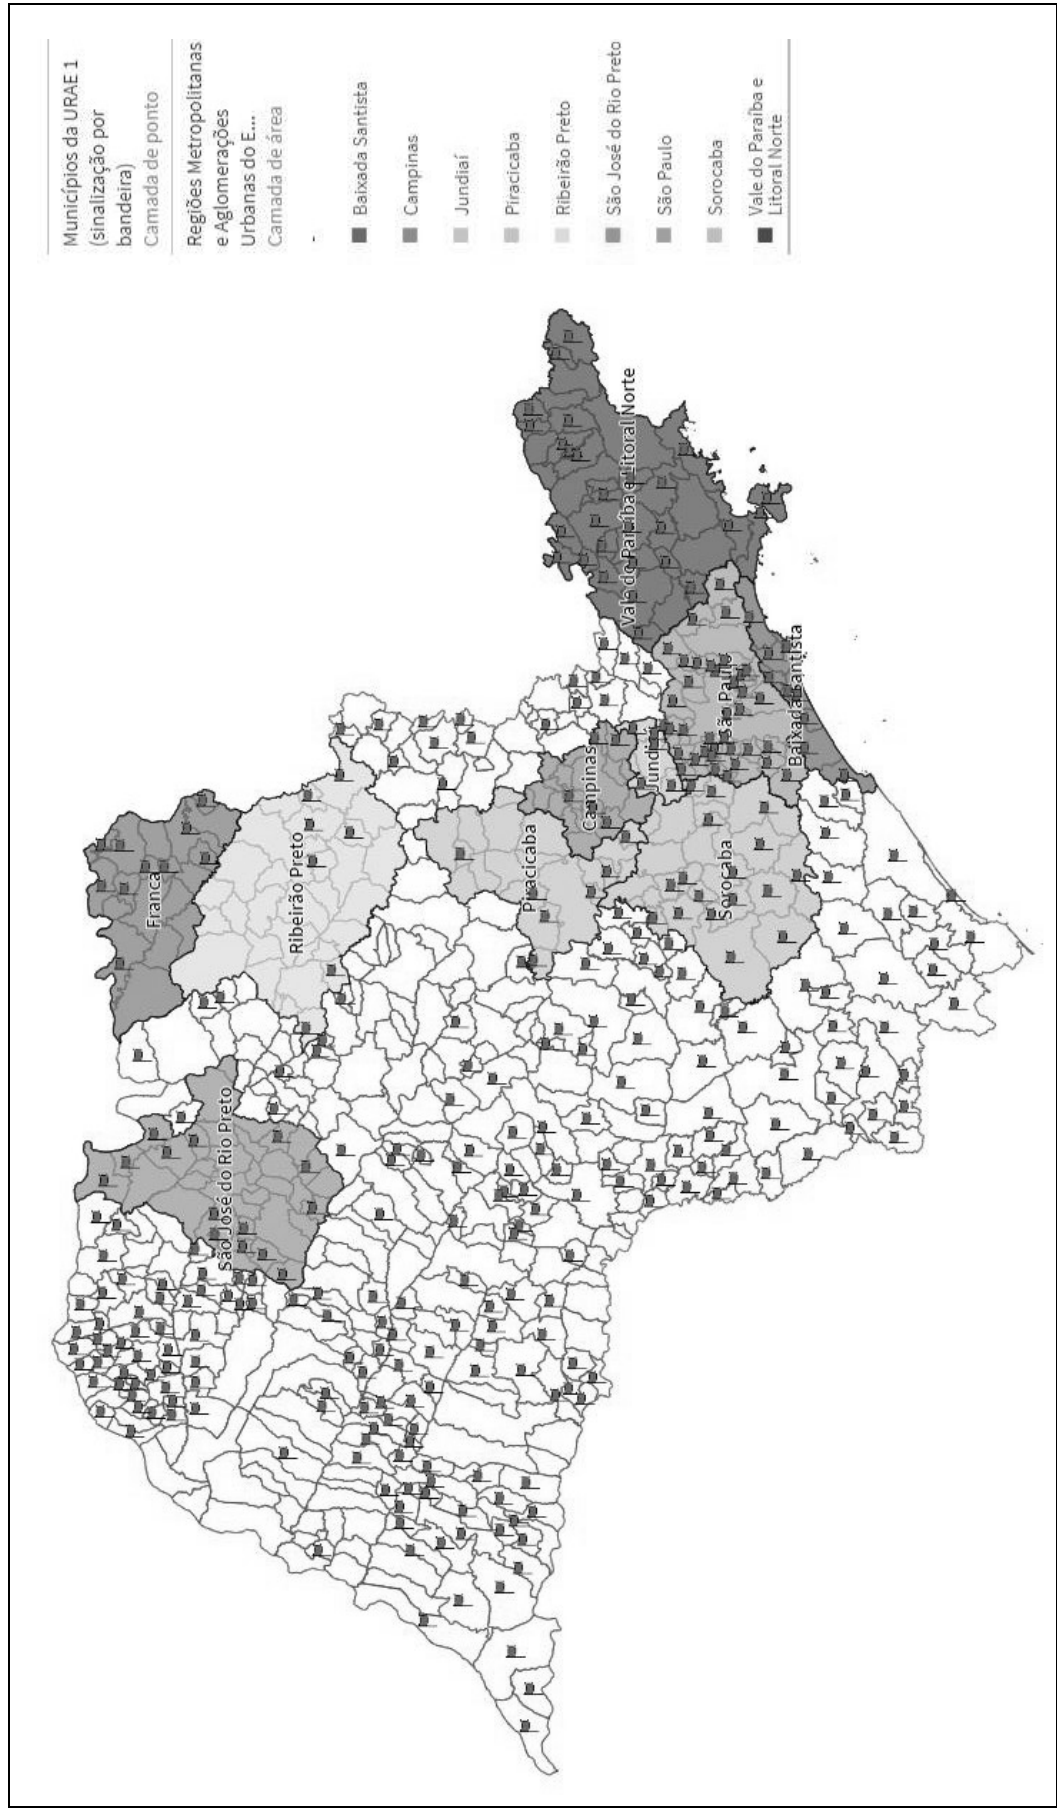 Municípios da URAE 1
(sinalização por
bandeira)
Camada de ponto
Regiões Metropolitanas
e Aglomerações
Urbanas do E...
Camada de área
-
Baixada Santista
Campinas
Jundiaí
Piracicaba
Ribeirão Preto
São José do Rio Preto
São Paulo
Sorocaba
Vale do Paraíba e
Litoral Norte
Franca
Ribeirão Preto
São José do Rio Preto
Piracicaba
Campinas
Jundiaí
Sorocaba
São Paulo
Baixada Santista
Vale do Paraíba e Litoral Norte